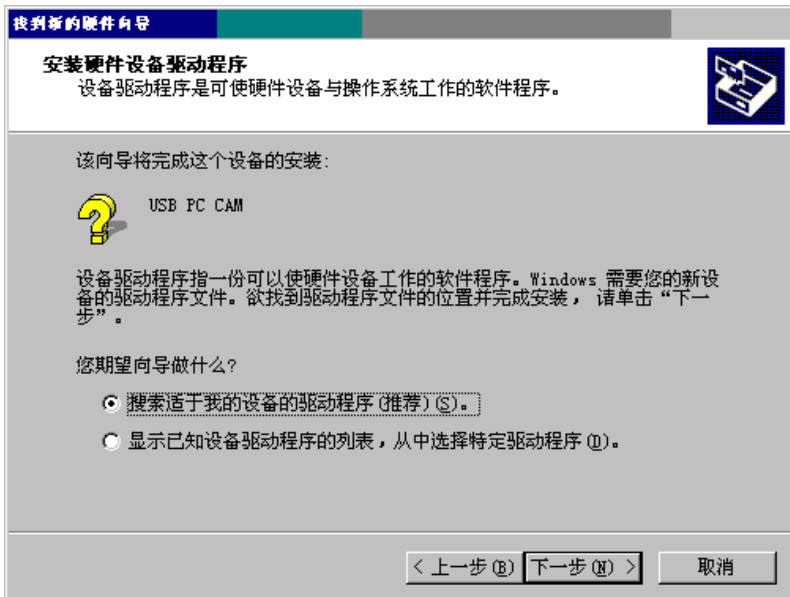 找到新的硬件向导
安装硬件设备驱动程序
设备驱动程序是可使硬件设备与操作系统工作的软件程序。
该向导将完成这个设备的安装:
USB PC CAM
设备驱动程序指一份可以使硬件设备工作的软件程序。Windows 需要您的新设
备的驱动程序文件。欲找到驱动程序文件的位置并完成安装，请单击“下一
步”。
您期望向导做什么?
搜索适于我的设备的驱动程序(推荐)(S)。
显示已知设备驱动程序的列表，从中选择特定驱动程序(D)。
< 上一步(B) 下一步(N) > 取消